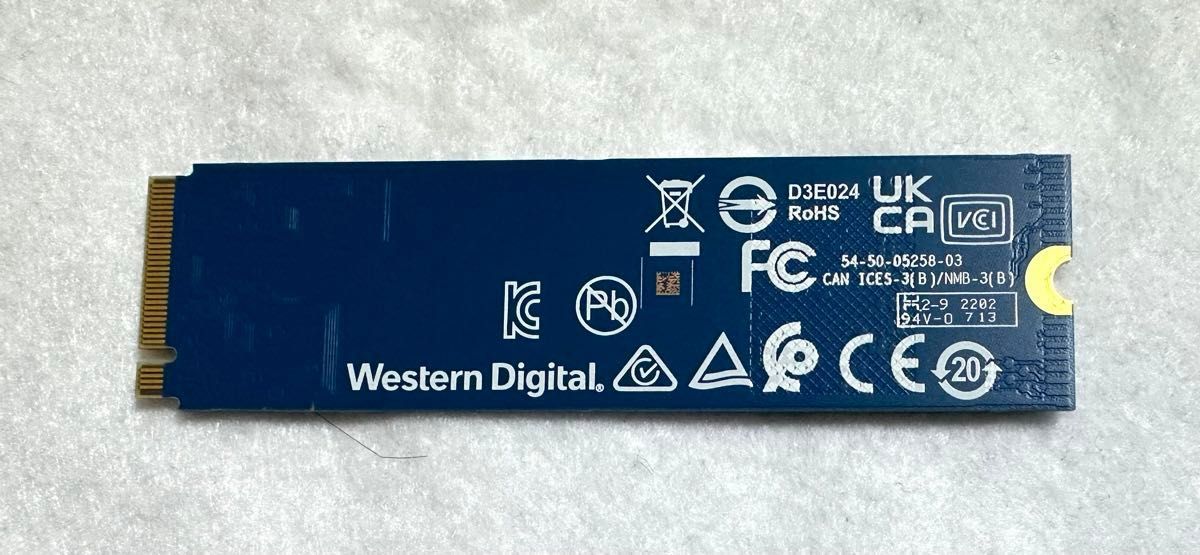 D3E024
RoHS
UK
CA
VCI
FC
54-50-05258-03
CAN ICES-3(B)/NMB-3(B)
2-9 2202
94V-0 713
Pb
Western Digital®
CE
20